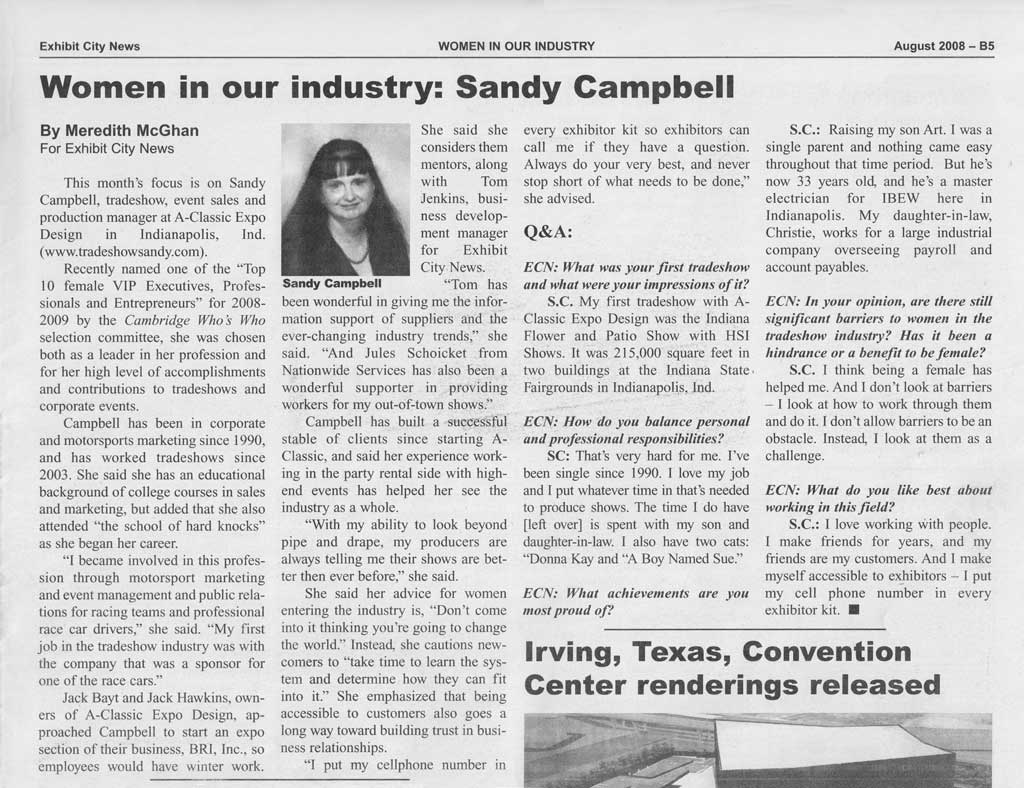 Exhibit City News
WOMEN IN OUR INDUSTRY
August 2008 – B5
Women in our industry: Sandy Campbell
By Meredith McGhan
For Exhibit City News
This month's focus is on Sandy
Campbell, tradeshow, event sales and
production manager at A-Classic Expo
Design in Indianapolis, Ind.
(www.tradeshowsandy.com).
Recently named one of the "Top
10 female VIP Executives, Profes-
sionals and Entrepreneurs" for 2008-
2009 by the Cambridge Who's Who
selection committee, she was chosen
both as a leader in her profession and
for her high level of accomplishments
and contributions to tradeshows and
corporate events.
Campbell has been in corporate
and motorsports marketing since 1990,
and has worked tradeshows since
2003. She said she has an educational
background of college courses in sales
and marketing, but added that she also
attended "the school of hard knocks"
as she began her career.
"I became involved in this profes-
sion through motorsport marketing
and event management and public rela-
tions for racing teams and professional
race car drivers," she said. "My first
job in the tradeshow industry was with
the company that was a sponsor for
one of the race cars."
Jack Bayt and Jack Hawkins, own-
ers of A-Classic Expo Design, ap-
proached Campbell to start an expo
section of their business, BRI, Inc., so
employees would have winter work.
Sandy Campbell
She said she
considers them
mentors, along
with Tom
Jenkins, busi-
ness develop-
ment manager
for Exhibit
City News.
"Tom has
been wonderful in giving me the infor-
mation support of suppliers and the
ever-changing industry trends," she
said. "And Jules Schoicket from
Nationwide Services has also been a
wonderful supporter in providing
workers for my out-of-town shows."
Campbell has built a successful
stable of clients since starting A-
Classic, and said her experience work-
ing in the party rental side with high-
end events has helped her see the
industry as a whole.
"With my ability to look beyond
pipe and drape, my producers are
always telling me their shows are bet-
ter then ever before," she said.
She said her advice for women
entering the industry is, "Don't come
into it thinking you're going to change
the world." Instead, she cautions new-
comers to "take time to learn the sys-
tem and determine how they can fit
into it." She emphasized that being
accessible to customers also goes a
long way toward building trust in busi-
ness relationships.
"I put my cellphone number in
every exhibitor kit so exhibitors can
call me if they have a question.
Always do your very best, and never
stop short of what needs to be done,"
she advised.
Q&A:
ECN: What was your first tradeshow
and what were your impressions of it?
S.C. My first tradeshow with A-
Classic Expo Design was the Indiana
Flower and Patio Show with HSI
Shows. It was 215,000 square feet in
two buildings at the Indiana State
Fairgrounds in Indianapolis, Ind.
ECN: How do you balance personal
and professional responsibilities?
SC: That's very hard for me. I've
been single since 1990. I love my job
and I put whatever time in that's needed
to produce shows. The time I do have
[left over] is spent with my son and
daughter-in-law. I also have two cats:
"Donna Kay and "A Boy Named Sue."
ECN: What achievements are you
most proud of?
S.C.: Raising my son Art. I was a
single parent and nothing came easy
throughout that time period. But he's
now 33 years old, and he's a master
electrician for IBEW here in
Indianapolis. My daughter-in-law,
Christie, works for a large industrial
company overseeing payroll and
account payables.
ECN: In your opinion, are there still
significant barriers to women in the
tradeshow industry? Has it been a
hindrance or a benefit to be female?
S.C. I think being a female has
helped me. And I don't look at barriers
– I look at how to work through them
and do it. I don't allow barriers to be an
obstacle. Instead, I look at them as a
challenge.
ECN: What do you like best about
working in this field?
S.C.: I love working with people.
I make friends for years, and my
friends are my customers. And I make
myself accessible to exhibitors – I put
my cell phone number in every
exhibitor kit. ■
Irving, Texas, Convention
Center renderings released